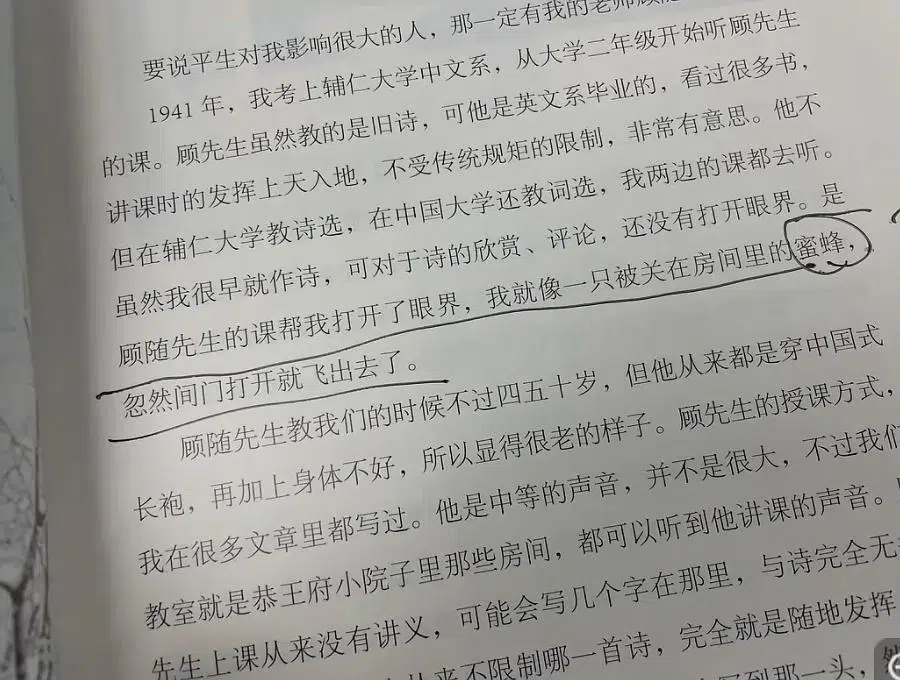 要说平生对我影响很大的人，那一定有我的老师顾随
1941 年，我考上辅仁大学中文系，从大学二年级开始听顾先生
的课。顾先生虽然教的是旧诗，可他是英文系毕业的，看过很多书，
讲课时的发挥上天入地，不受传统规矩的限制，非常有意思。他不
但在辅仁大学教诗选，在中国大学还教词选，我两边的课都去听。
虽然我很早就作诗，可对于诗的欣赏、评论，还没有打开眼界。是
顾随先生的课帮我打开了眼界，我就像一只被关在房间里的蜜蜂，
忽然间门打开就飞出去了。
顾随先生教我们的时候不过四五十岁，但他从来都是穿中国式
长袍，再加上身体不好，所以显得很老的样子。顾先生的授课方式，
我在很多文章里都写过。他是中等的声音，并不是很大，不过我们
教室就是恭王府小院子里那些房间，都可以听到他讲课的声音。
先生上课从来没有讲义，可能会写几个字在那里，与诗完全无
从来不限制哪一首诗，完全就是随地发挥
写到那一头，